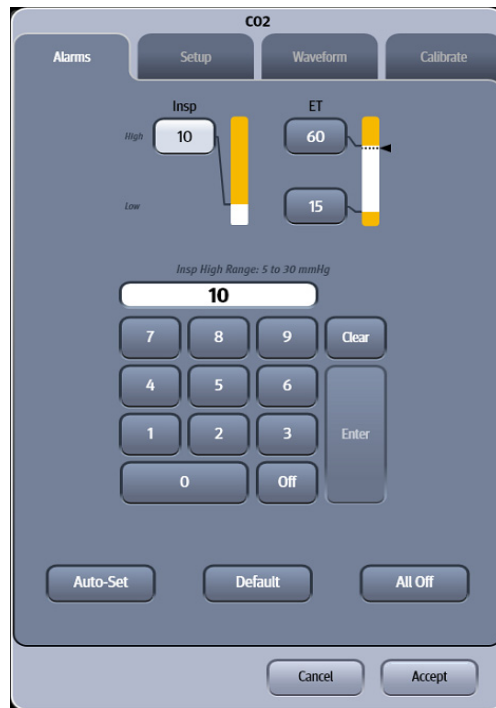 CO2
Alarms Setup Waveform Calibrate
Insp ET
High 10 60
Low 15
Insp High Range: 5 to 30 mmHg
10
7 8 9 Clear
4 5 6
1 2 3 Enter
0 Off
Auto-Set Default All Off
Cancel Accept